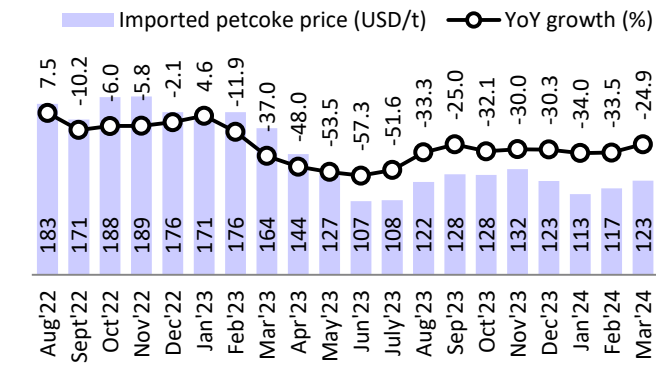 Imported petcoke price (USD/t) YoY growth (%)
7.5 -10.2 -6.0 -5.8 -2.1 4.6 -11.9 -37.0 -48.0 -53.5 -57.3 -51.6 -33.3 -25.0 -32.1 -30.0 -30.3 -34.0 -33.5 -24.9
183 171 188 189 176 171 176 164 144 127 107 108 122 128 128 132 123 113 117 123
Aug'22 Sept'22 Oct'22 Nov'22 Dec'22 Jan'23 Feb'23 Mar'23 Apr'23 May'23 Jun'23 July'23 Aug'23 Sep'23 Oct'23 Nov'23 Dec'23 Jan'24 Feb'24 Mar'24